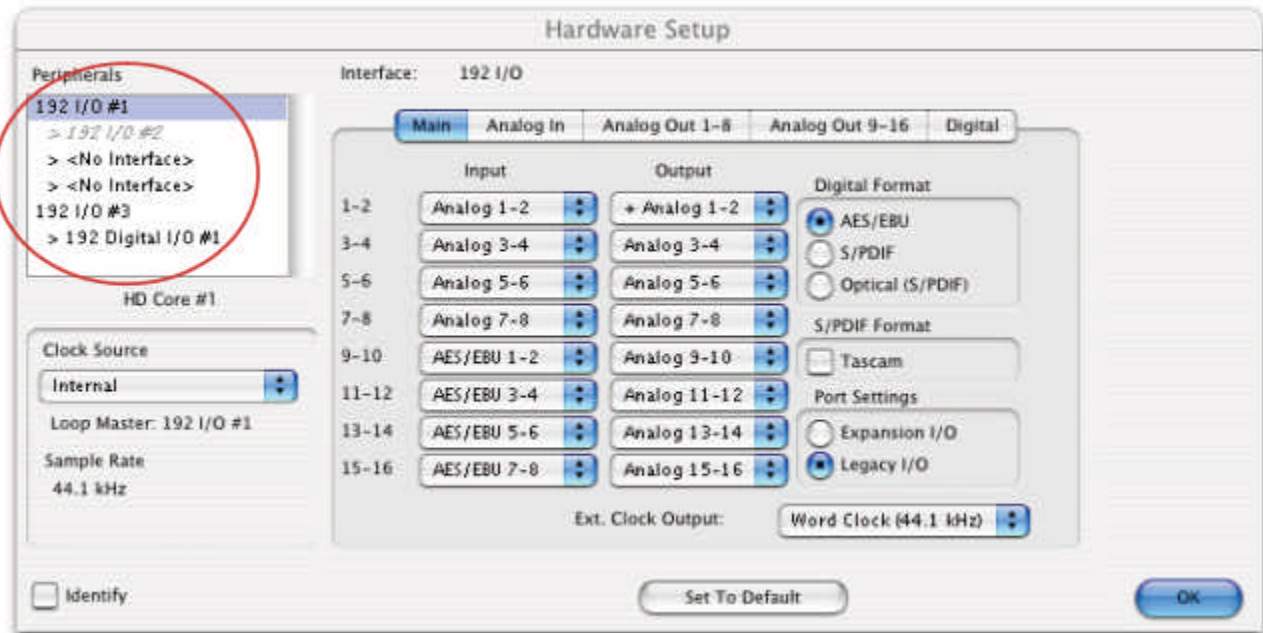 Hardware Setup
Peripherals
192 I/O #1
> 192 I/O #2
> <No Interface>
> <No Interface>
192 I/O #3
> 192 Digital I/O #1
HD Core #1
Clock Source
Internal
Loop Master: 192 I/O #1
Sample Rate
44.1 kHz
Identify
Interface: 192 I/O
Main Analog In Analog Out 1-8 Analog Out 9-16 Digital
Input Output
1-2 Analog 1-2 + Analog 1-2
3-4 Analog 3-4 Analog 3-4
5-6 Analog 5-6 Analog 5-6
7-8 Analog 7-8 Analog 7-8
9-10 AES/EBU 1-2 Analog 9-10
11-12 AES/EBU 3-4 Analog 11-12
13-14 AES/EBU 5-6 Analog 13-14
15-16 AES/EBU 7-8 Analog 15-16
Digital Format
AES/EBU
S/PDIF
Optical (S/PDIF)
S/PDIF Format
Tascam
Port Settings
Expansion I/O
Legacy I/O
Ext. Clock Output: Word Clock (44.1 kHz)
Set To Default
OK